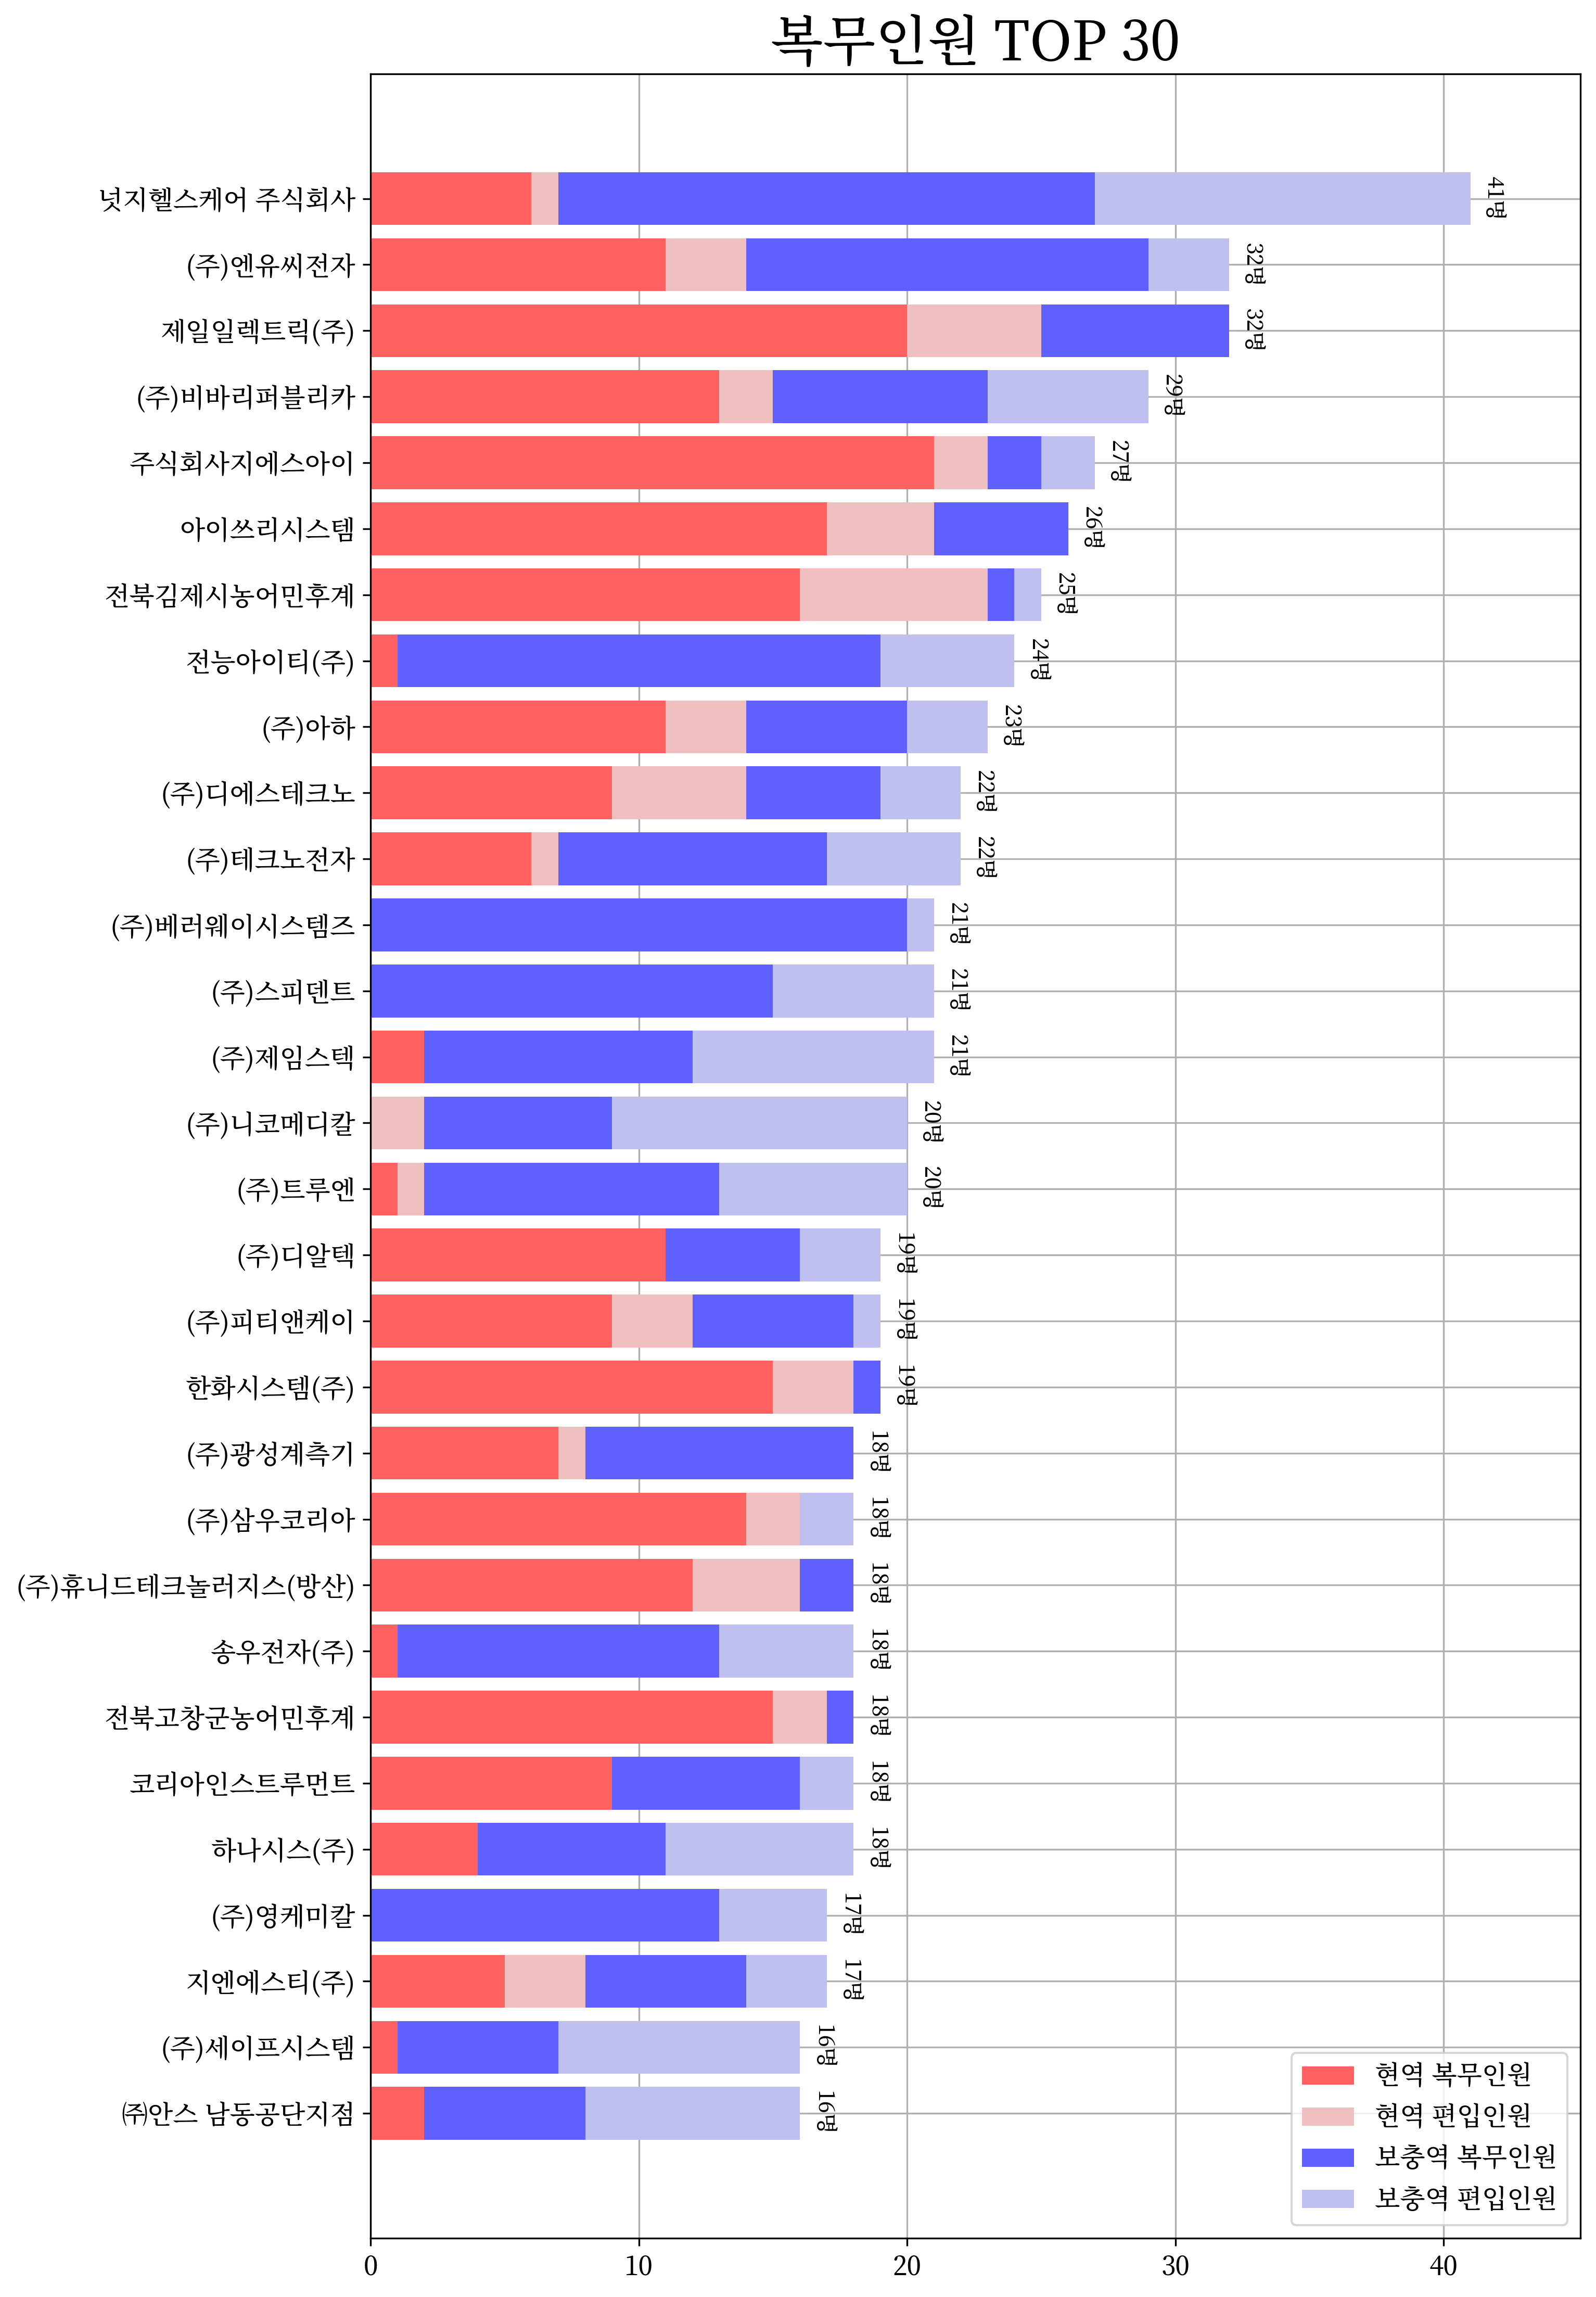 복무인원 TOP 30
넛지헬스케어 주식회사 41명
(주)엔유씨전자 32명
제일일렉트릭(주) 32명
(주)비바리퍼블리카 29명
주식회사지에스아이 27명
아이쓰리시스템 26명
전북김제시농어민후계 25명
전능아이티(주) 24명
(주)아하 23명
(주)디에스테크노 22명
(주)테크노전자 22명
(주)베러웨이시스템즈 21명
(주)스피덴트 21명
(주)제임스텍 21명
(주)니코메디칼 20명
(주)트루엔 20명
(주)디알텍 19명
(주)피티앤케이 19명
한화시스템(주) 19명
(주)광성계측기 18명
(주)삼우코리아 18명
(주)휴니드테크놀러지스(방산) 18명
송우전자(주) 18명
전북고창군농어민후계 18명
코리아인스트루먼트 18명
하나시스(주) 18명
(주)영케미칼 17명
지엔에스티(주) 17명
(주)세이프시스템 16명
㈜안스 남동공단지점 16명
현역 복무인원
현역 편입인원
보충역 복무인원
보충역 편입인원
0 10 20 30 40